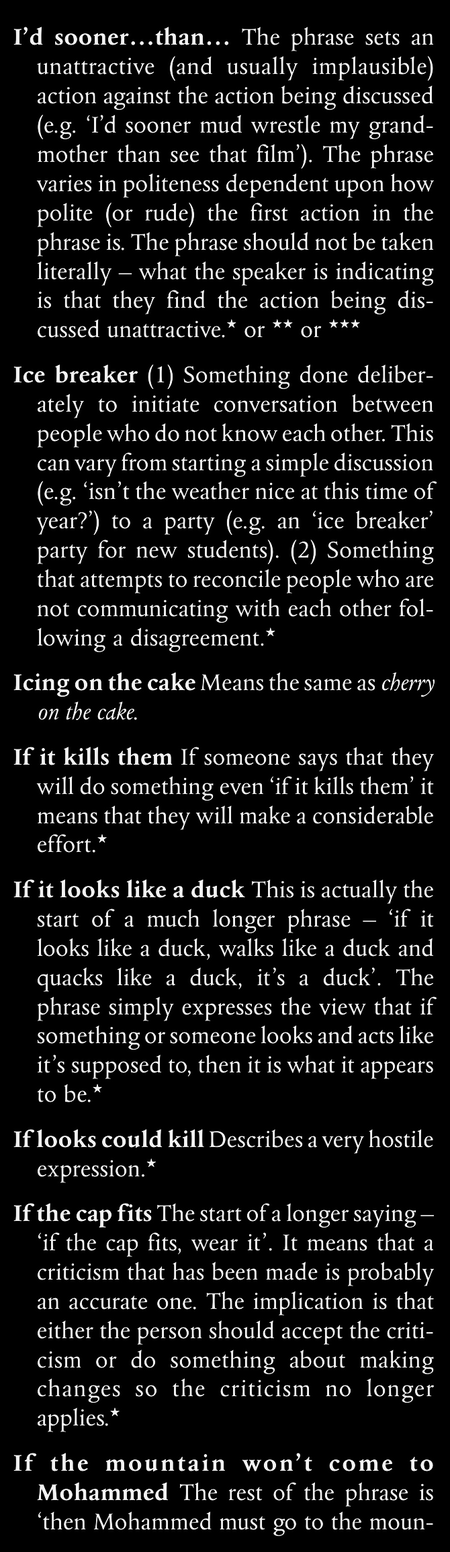 I’d sooner…than… The phrase sets an
unattractive (and usually implausible)
action against the action being discussed
(e.g. ‘I’d sooner mud wrestle my grand-
mother than see that film’). The phrase
varies in politeness dependent upon how
polite (or rude) the first action in the
phrase is. The phrase should not be taken
literally – what the speaker is indicating
is that they find the action being dis-
cussed unattractive.★ or ★★ or ★★★
Ice breaker (1) Something done deliber-
ately to initiate conversation between
people who do not know each other. This
can vary from starting a simple discussion
(e.g. ‘isn’t the weather nice at this time of
year?’) to a party (e.g. an ‘ice breaker’
party for new students). (2) Something
that attempts to reconcile people who are
not communicating with each other fol-
lowing a disagreement.★
Icing on the cake Means the same as cherry
on the cake.
If it kills them If someone says that they
will do something even ‘if it kills them’ it
means that they will make a considerable
effort.★
If it looks like a duck This is actually the
start of a much longer phrase – ‘if it
looks like a duck, walks like a duck and
quacks like a duck, it’s a duck’. The
phrase simply expresses the view that if
something or someone looks and acts like
it’s supposed to, then it is what it appears
to be.★
If looks could kill Describes a very hostile
expression.★
If the cap fits The start of a longer saying –
‘if the cap fits, wear it’. It means that a
criticism that has been made is probably
an accurate one. The implication is that
either the person should accept the criti-
cism or do something about making
changes so the criticism no longer
applies.★
If the mountain won’t come to
Mohammed The rest of the phrase is
‘then Mohammed must go to the moun-